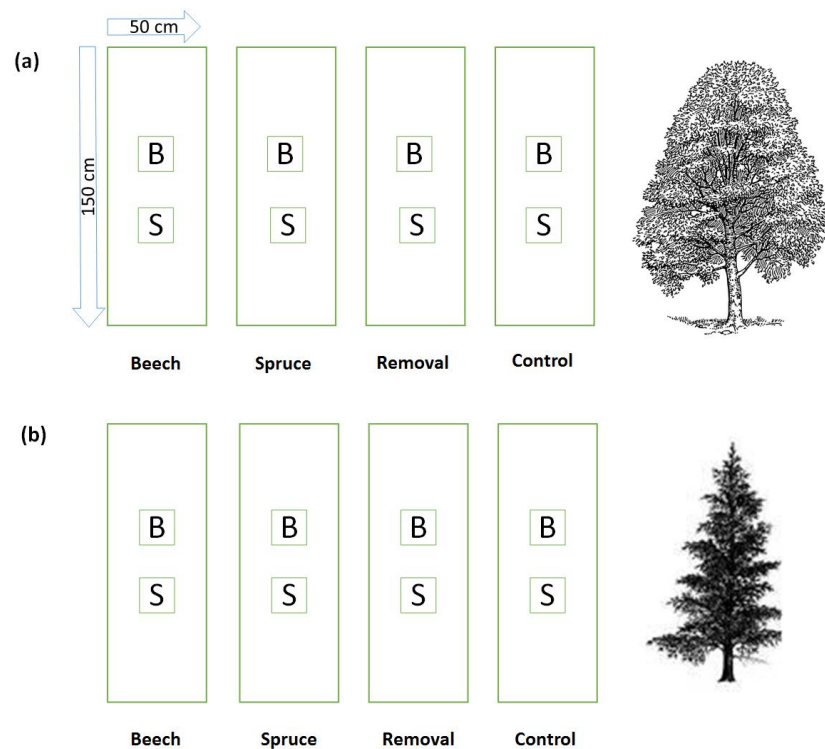 50 cm
(a)
150 cm
B B B B
S S S S
Beech Spruce Removal Control
(b)
B B B B
S S S S
Beech Spruce Removal Control